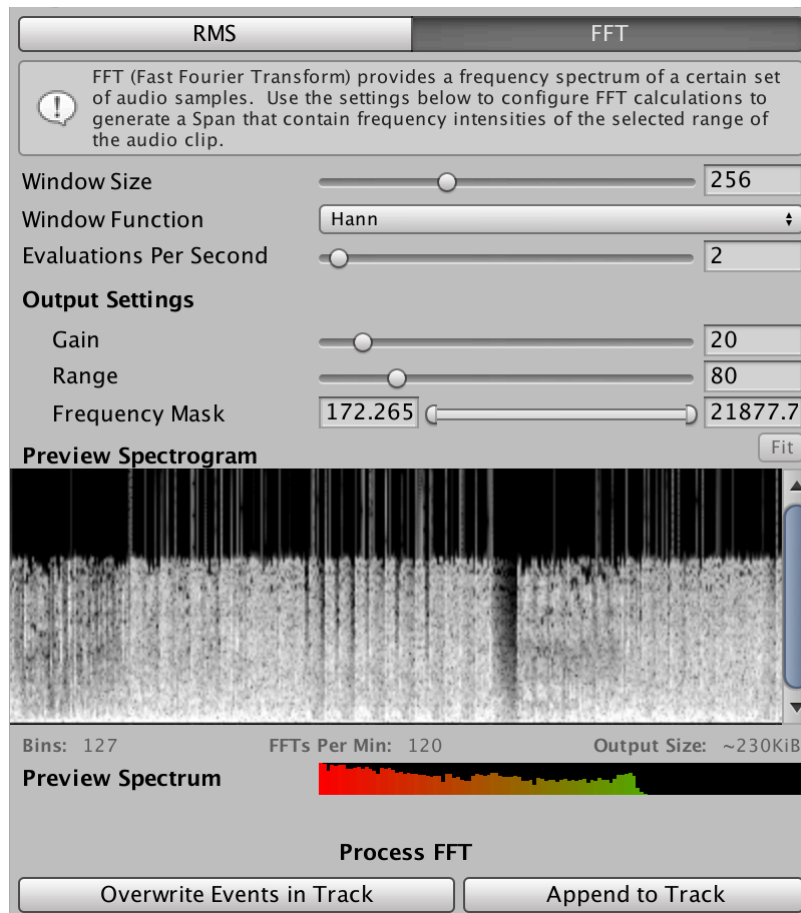 RMS FFT
FFT (Fast Fourier Transform) provides a frequency spectrum of a certain set
of audio samples.  Use the settings below to configure FFT calculations to
generate a Span that contain frequency intensities of the selected range of
the audio clip.
Window Size 256
Window Function Hann
Evaluations Per Second 2
Output Settings
Gain 20
Range 80
Frequency Mask 172.265 21877.7
Fit
Preview Spectrogram
Bins: 127 FFTs Per Min: 120 Output Size: ~230KiB
Preview Spectrum
Process FFT
Overwrite Events in Track Append to Track